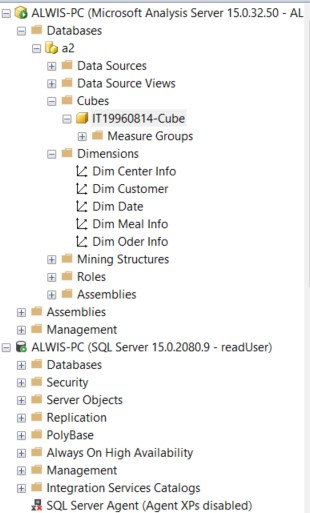 ALWIS-PC (Microsoft Analysis Server 15.0.32.50 - AL
Databases
a2
Data Sources
Data Source Views
Cubes
IT19960814-Cube
Measure Groups
Dimensions
Dim Center Info
Dim Customer
Dim Date
Dim Meal Info
Dim Oder Info
Mining Structures
Roles
Assemblies
Assemblies
Management
ALWIS-PC (SQL Server 15.0.2080.9 - readUser)
Databases
Security
Server Objects
Replication
PolyBase
Always On High Availability
Management
Integration Services Catalogs
SQL Server Agent (Agent XPs disabled)